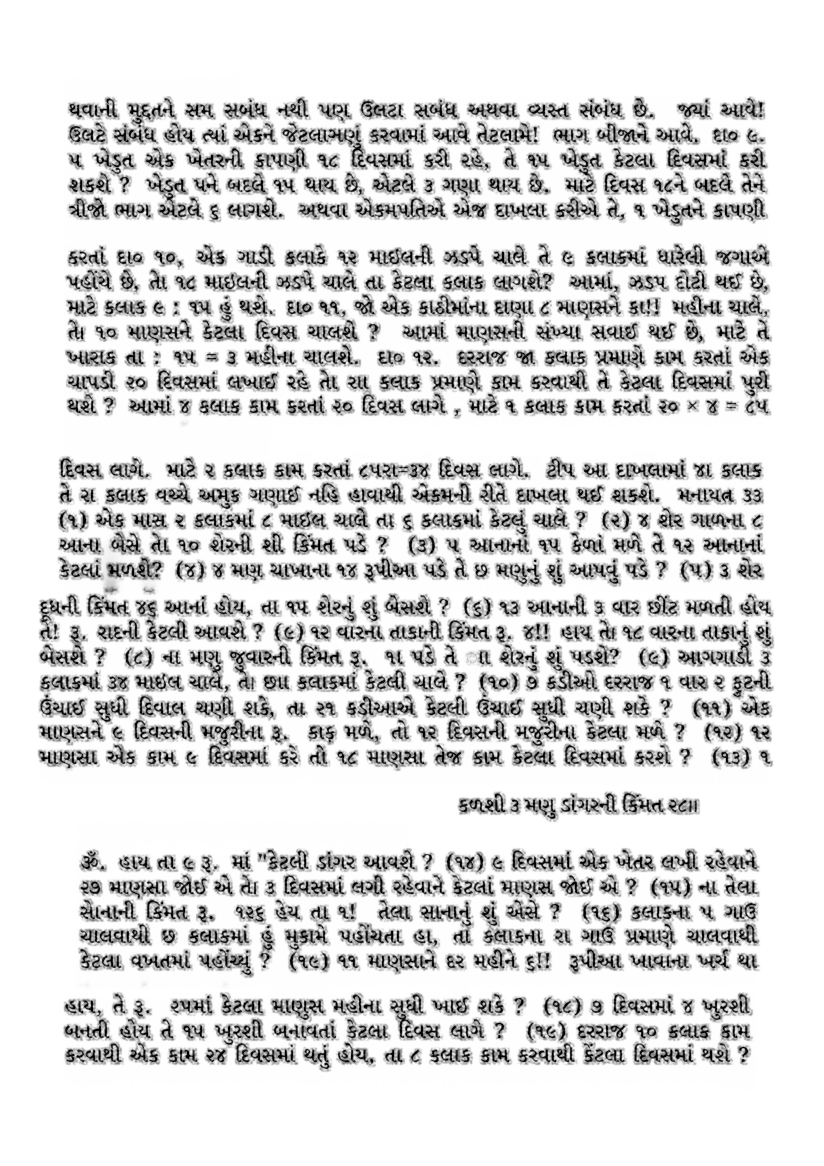 થવાની મુદ્દતને સમ સબંધ નથી પણ ઉલટા સબંધ અથવા વ્યસ્ત સંબંધ છે. જ્યાં આવે!
ઉલટે સંબંધ હોય ત્યાં એકને જેટલાઋણું કરવામાં આવે તેટલામે! ભાગ બીજાને આવે. દા૦ ૯.
૫ ખેડુત એક ખેતરની કાપણી ૧૮ દિવસમાં કરી રહે, તે ૧૫ ખેડુત કેટલા દિવસમાં કરી
શકશે ? ખેડુત પને બદલે ૧૫ થાય છે, એટલે ૩ ગણા થાય છે. માટે દિવસ ૧૮ને બદલે તેને
ત્રીજો ભાગ એટલે ૬ લાગશે. અથવા એકમપતિએ એજ દાખલા કરીએ તે, ૧ ખેડુતને કાપણી
કરતાં દા૦ ૧૦, એક ગાડી કલાકે ૧૨ માઇલની ઝડપે ચાલે તે ૯ કલાકમાં ધારેલી જગાએ
પહોંચે છે, તેા ૧૮ માઇલની ઝડપે ચાલે તા કેટલા કલાક લાગશે? આમાં, ઝડપ દોટી થઈ છે,
માટે કલાક ૯ : ૧૫ હું થશે. દા૦ ૧૧, જો એક કાઠીમાંના દાણા ૮ માણસને કા!! મહીના ચાલે,
તેા ૧૦ માણસને કેટલા દિવસ ચાલશે ? આમાં માણસની સંખ્યા સવાઈ થઈ છે, માટે તે
ખારાક તા : ૧૫ = ૩ મહીના ચાલશે. દા૦ ૧૨. દરરાજ જા કલાક પ્રમાણે કામ કરતાં એક
ચાપડી ૨૦ દિવસમાં લખાઈ રહે તેા રાા કલાક પ્રમાણે કામ કરવાથી તે કેટલા દિવસમાં પુરી
થશે ? આમાં ૪ કલાક કામ કરતાં ૨૦ દિવસ લાગે , માટે ૧ કલાક કામ કરતાં ૨૦ × ૪ = ૮૫
દિવસ લાગે. માટે ૨ કલાક કામ કરતાં ૮૫રા=૩૪ દિવસ લાગે. ટીપ આ દાખલામાં ૪ા કલાક
તે રા કલાક વચ્ચે અમુક ગણાઈ નહિ હાવાથી એકમની રીતે દાખલા થઈ શકશે. મનાયત્ન ૩૩
(૧) એક માસ ૨ કલાકમાં ૮ માઇલ ચાલે તા ૬ કલાકમાં કેટલું ચાલે ? (૨) ૪ શેર ગાળના ૮
આના બૈસે તેા ૧૦ શેરની શી કિંમત પડે ? (૩) ૫ આનાનાં ૧૫ કેળાં મળે તે ૧૨ આનાનાં
કેટલાં મળશે? (૪) ૪ મણ ચાખાના ૧૪ રૂપીઆ પડે તે છ મણુનું શું આપવું પડે ? (૫) ૩ શેર
દૂધની કિંમત ૪૬ આનાં હોય, તા ૧૫ શેરનું શું બેસશે ? (૬) ૧૩ આનાની ૩ વાર છીંટ મળતી હોય
તે! રૂ. રાદની કેટલી આવશે ? (૯) ૧૨ વારના તાકાની કિંમત રૂ. ૪!! હાય તેા ૧૮ વારના તાકાનું શું
બેસશે ? (૮) ના મણુ જુવારની કિંમત રૂ. ૧ા પડે તે ાા શેરનું શું પડશે? (૯) આગગાડી ૩
કલાકમાં ૩૪ માઇલ ચાલે, તેા છાા કલાકમાં કેટલી ચાલે ? (૧૦) ૭ કડીઓ દરરાજ ૧ વાર ૨ ફુટની
ઉંચાઈ સુધી દિવાલ ચણી શકે, તા ૨૧ કડીઆએ કેટલી ઉંચાઈ સુધી ચણી શકે ? (૧૧) એક
માણસને ૯ દિવસની મજુરીના રૂ. કાફ મળે, તો ૧૨ દિવસની મજુરીના કેટલા મળે ? (૧૨) ૧૨
માણસા એક કામ ૯ દિવસમાં કરે તી ૧૮ માણસા તેજ કામ કેટલા દિવસમાં કરશે ? (૧૩) ૧
કળશી ૩ મણુ ડાંગરની કિંમત ૨૮ાા
ૐ. હાય તા ૯ રૂ. માં "કેટલી ડાંગર આવશે ? (૧૪) ૯ દિવસમાં એક ખેતર લખી રહેવાને
૨૭ માણસા જોઈ એ તેા ૩ દિવસમાં લગી રહેવાને કેટલાં માણસ જોઈ એ ? (૧૫) ના તેલા
સેાનાની કિંમત રૂ. ૧૨૬ હેય તા ૧! તેલા સાનાનું શું એસે ? (૧૬) કલાકના ૫ ગાઉ
ચાલવાથી છ કલાકમાં હું મુકામે પહોંચતા હા, તાં કલાકના રા ગાઉ પ્રમાણે ચાલવાથી
કેટલા વખતમાં પહોંચ્યું ? (૧૯) ૧૧ માણસાને દર મહીને ૬!! રૂપીઆ ખાવાના ખર્ચ થા
હાય, તે રૂ. ૨૫માં કેટલા માણુસ મહીના સુધી ખાઈ શકે ? (૧૮) ૭ દિવસમાં ૪ ખુરશી
બનતી હોય તે ૧૫ ખુરશી બનાવતાં કેટલા દિવસ લાગે ? (૧૯) દરરાજ ૧૦ કલાક કામ
કરવાથી એક કામ ૨૪ દિવસમાં થતું હોય, તા ૮ કલાક કામ કરવાથી કેંટલા દિવસમાં થશે ?